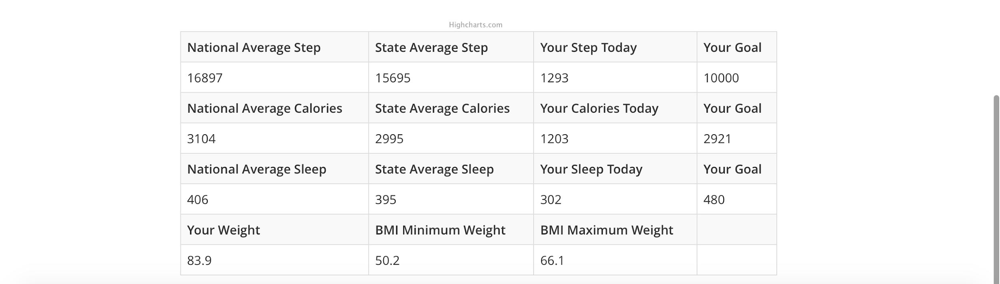 Highcharts.com
National Average Step State Average Step Your Step Today Your Goal
16897 15695 1293 10000
National Average Calories State Average Calories Your Calories Today Your Goal
3104 2995 1203 2921
National Average Sleep State Average Sleep Your Sleep Today Your Goal
406 395 302 480
Your Weight BMI Minimum Weight BMI Maximum Weight
83.9 50.2 66.1